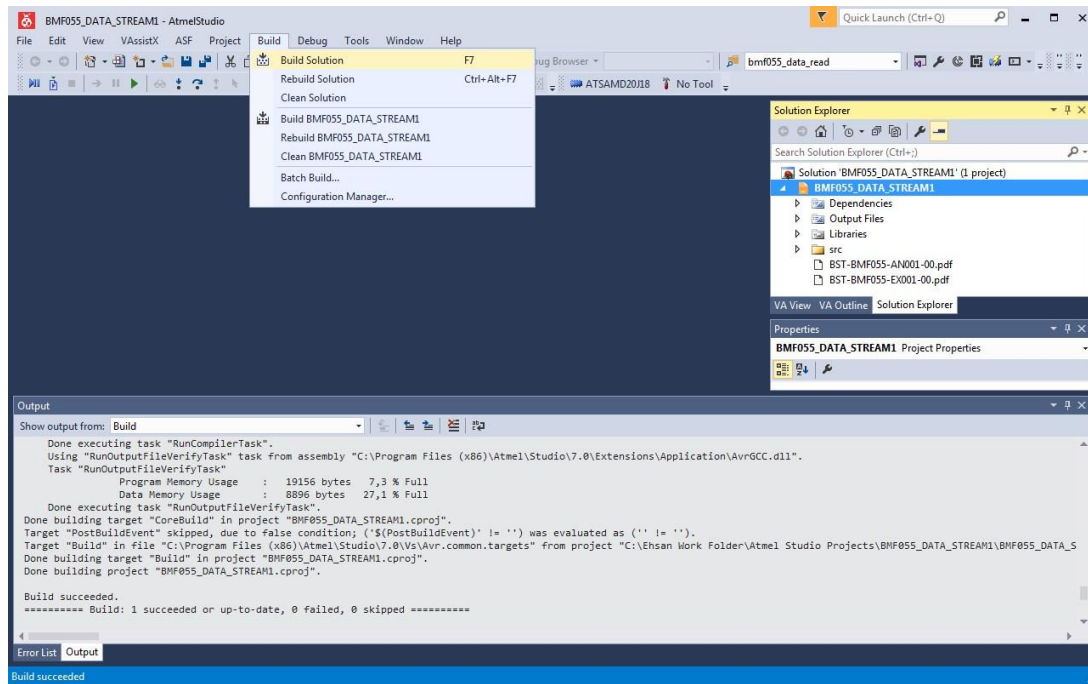 BMF055_DATA_STREAM1 - AtmelStudio
Quick Launch (Ctrl+Q)
File Edit View VAssistX ASF Project Build Debug Tools Window Help
Build Solution F7
Rebuild Solution Ctrl+Alt+F7
Clean Solution
Build BMF055_DATA_STREAM1
Rebuild BMF055_DATA_STREAM1
Clean BMF055_DATA_STREAM1
Batch Build...
Configuration Manager...
Browser
bmf055_data_read
ATSAMD20J18 No Tool
Solution Explorer
Search Solution Explorer (Ctrl+;)
Solution 'BMF055_DATA_STREAM1' (1 project)
BMF055_DATA_STREAM1
Dependencies
Output Files
Libraries
src
BST-BMF055-AN001-00.pdf
BST-BMF055-EX001-00.pdf
VA View VA Outline Solution Explorer
Properties
BMF055_DATA_STREAM1 Project Properties
Output
Show output from: Build
Done executing task "RunCompilerTask".
Using "RunOutputFileVerifyTask" task from assembly "C:\Program Files (x86)\Atmel\Studio\7.0\Extensions\Application\AvrGCC.dll".
Task "RunOutputFileVerifyTask"
Program Memory Usage : 19156 bytes 7,3 % Full
Data Memory Usage : 8896 bytes 27,1 % Full
Done executing task "RunOutputFileVerifyTask".
Done building target "CoreBuild" in project "BMF055_DATA_STREAM1.cproj".
Target "PostBuildEvent" skipped, due to false condition; ('$(PostBuildEvent)' != '') was evaluated as ('' != '').
Target "Build" in file "C:\Program Files (x86)\Atmel\Studio\7.0\Vs\Avr.common.targets" from project "C:\Ehsan Work Folder\Atmel Studio Projects\BMF055_DATA_STREAM1\BMF055_DATA_S
Done building target "Build" in project "BMF055_DATA_STREAM1.cproj".
Done building project "BMF055_DATA_STREAM1.cproj".
Build succeeded.
========== Build: 1 succeeded or up-to-date, 0 failed, 0 skipped ==========
Error List Output
Build succeeded